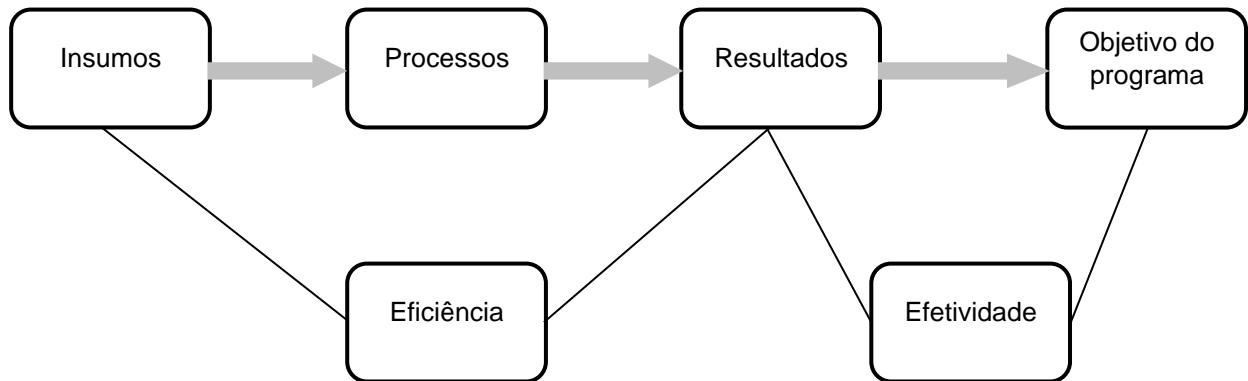 Insumos
Processos
Resultados
Objetivo do
programa
Eficiência
Efetividade